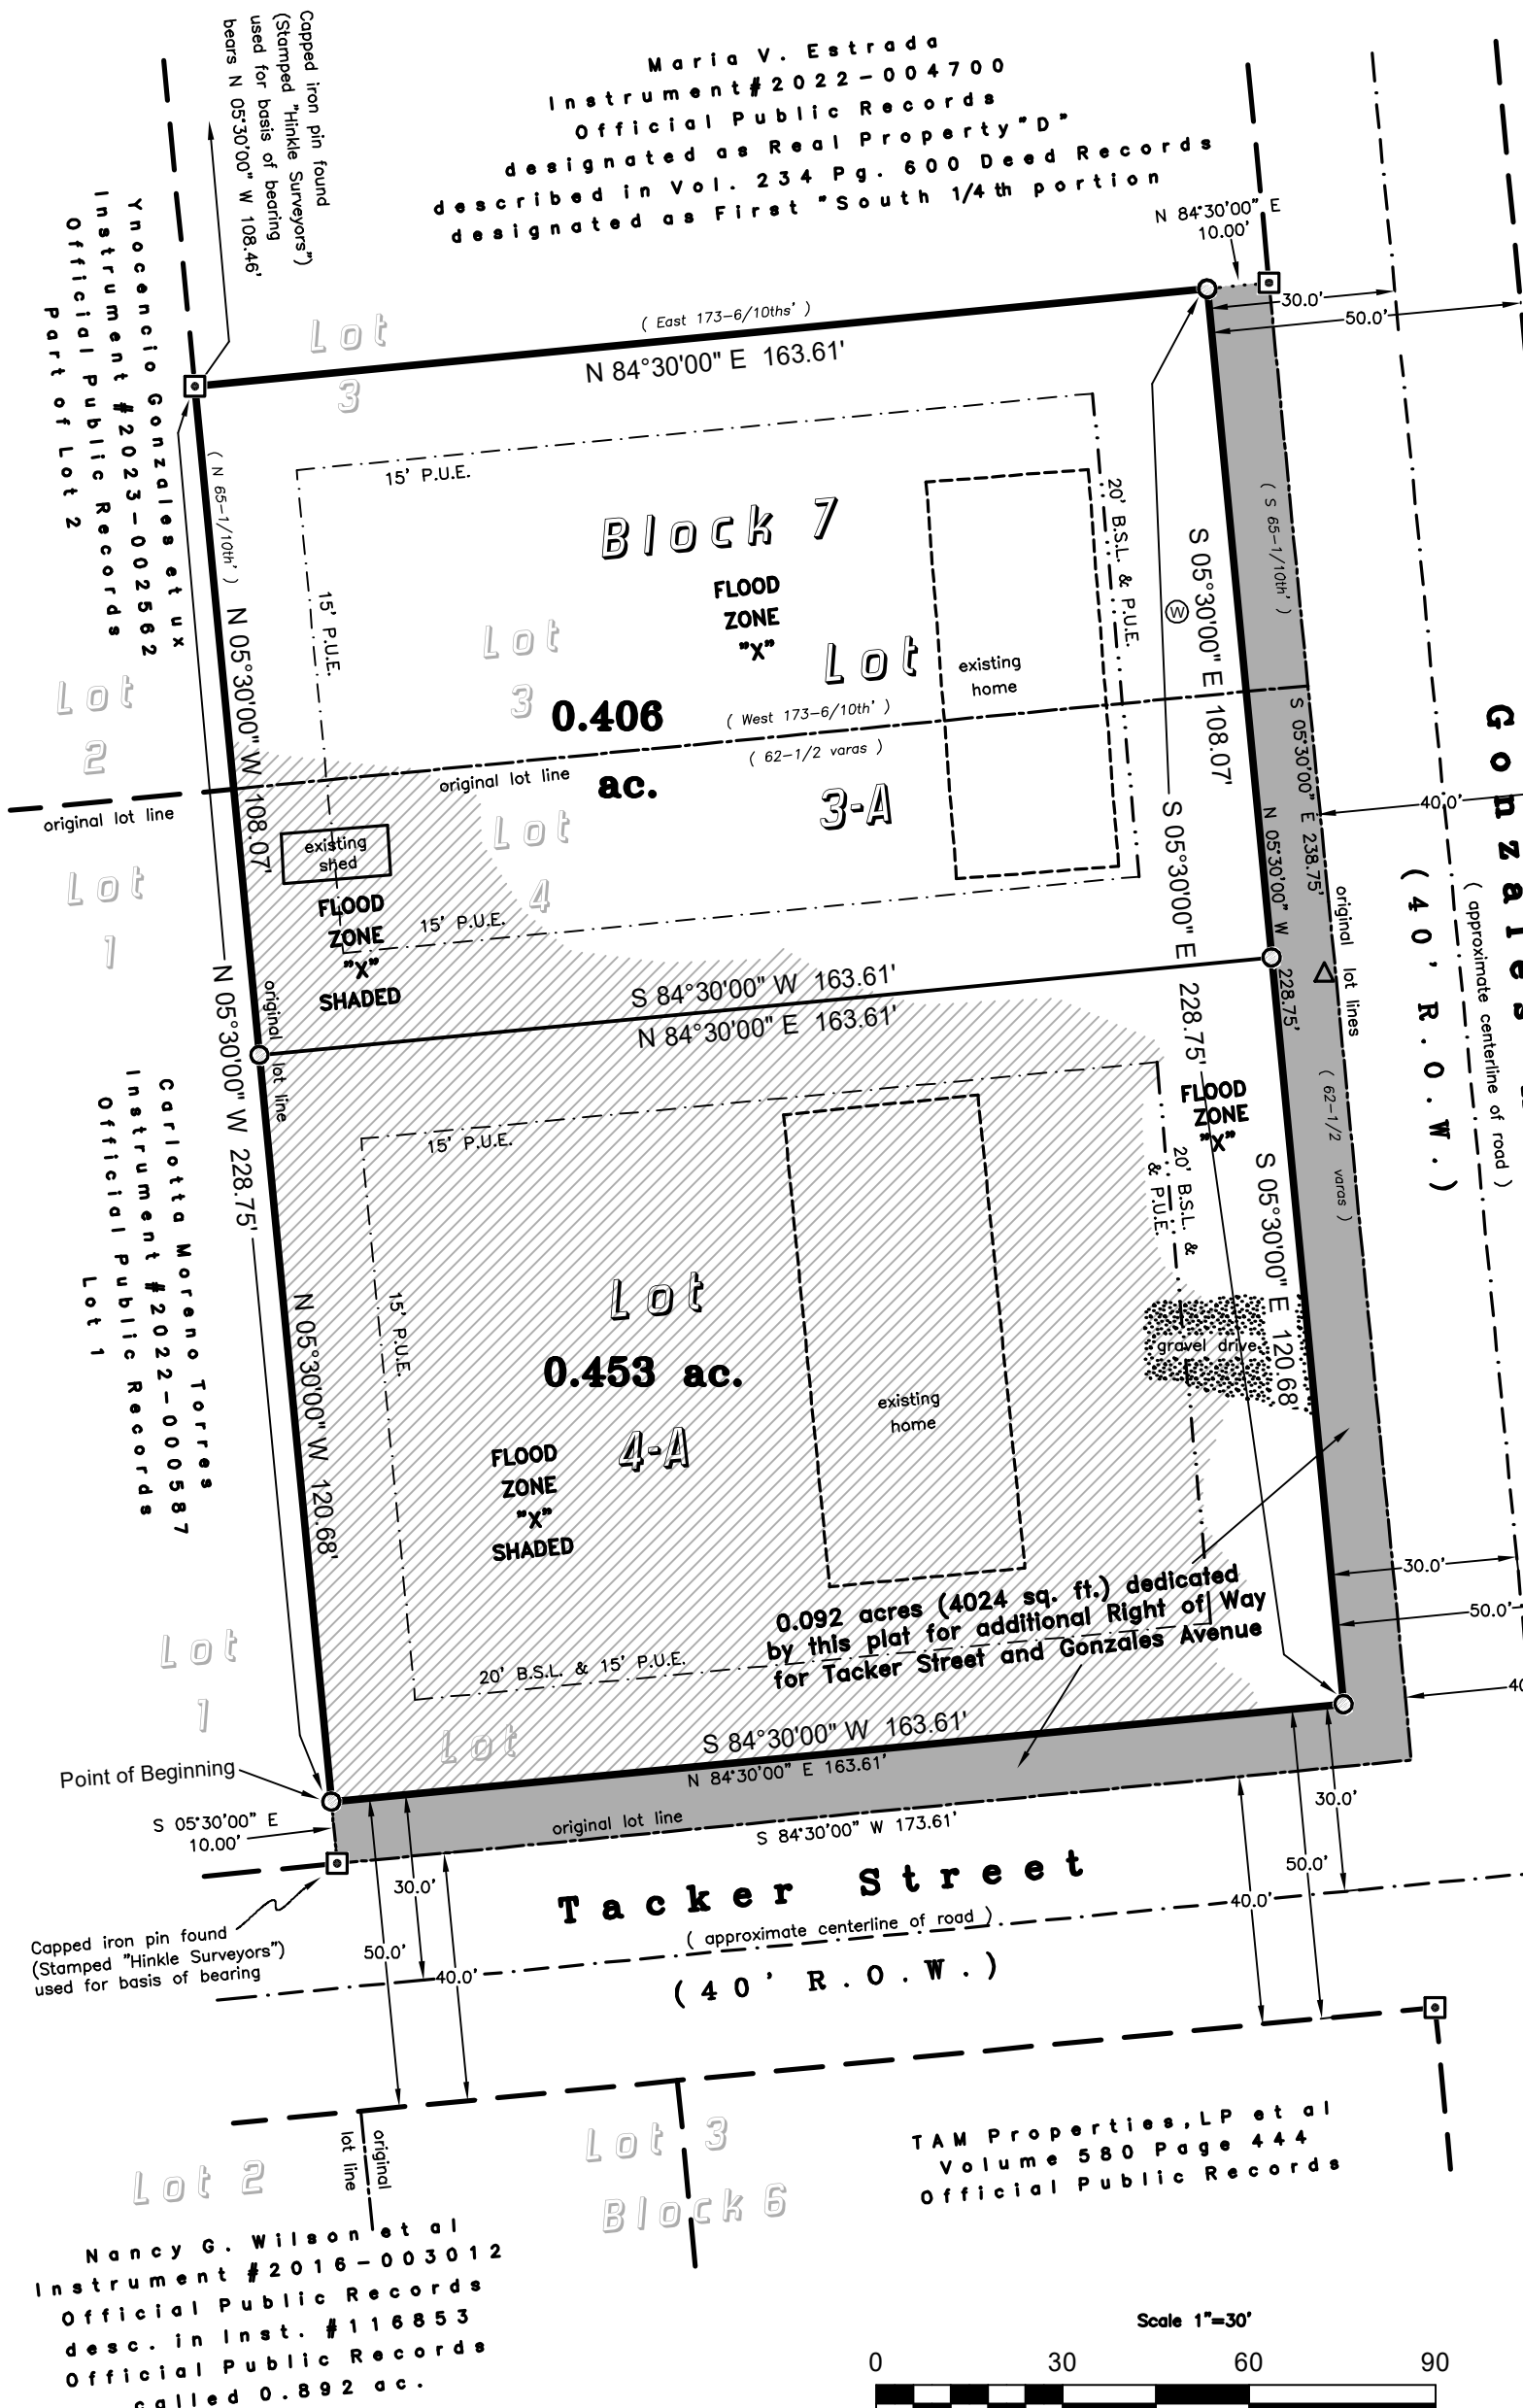 Capped iron pin found
(Stamped "Hinkle Surveyors")
used for basis of bearing
bears N 05°30'00" W 108.46'
Maria V. Estrada
Instrument#2022-004700
Official Public Records
designated as Real Property"D"
described in Vol. 234 Pg. 600 Deed Records
designated as First "South 1/4th portion
N 84°30'00" E
10.00'
30.0'
50.0'
Ynocencio Gonzales et ux
Instrument #2023-002562
Official Public Records
Part of Lot 2
Lot
3
( East 173-6/10ths' )
N 84°30'00" E 163.61'
( N 65-1/10th' )
N 05°30'00" W 108.07'
15' P.U.E.
15' P.U.E.
Block 7
FLOOD
ZONE
"X"
20' B.S.L. & P.U.E.
W
S 05°30'00" E 108.07'
( S 65-1/10th' )
Lot
3
Lot
3-A
0.406
ac.
existing
home
( West 173-6/10th' )
( 62-1/2 varas )
original lot line
Lot
2
original lot line
Lot
1
Lot
4
existing
shed
FLOOD
ZONE
"X"
SHADED
15' P.U.E.
S 05°30'00" E 228.75'
N 05°30'00" W 228.75'
S 05°30'00" E 238.75'
original lot lines
( 62-1/2 varas )
40.0'
Gonzales
( 40' R.O.W. )
( approximate centerline of road )
S 84°30'00" W 163.61'
N 84°30'00" E 163.61'
original lot line
N 05°30'00" W 228.75'
Carlotta Moreno Torres
Instrument #2022-000587
Official Public Records
Lot 1
15' P.U.E.
15' P.U.E.
FLOOD
ZONE
"X"
20' B.S.L. &
& P.U.E.
S 05°30'00" E 120.68'
N 05°30'00" W 120.68'
gravel drive
Lot
0.453 ac.
4-A
existing
home
FLOOD
ZONE
"X"
SHADED
30.0'
50.0'
40
0.092 acres (4024 sq. ft.) dedicated
by this plat for additional Right of Way
for Tacker Street and Gonzales Avenue
20' B.S.L. & 15' P.U.E.
Lot
1
Lot
S 84°30'00" W 163.61'
N 84°30'00" E 163.61'
Point of Beginning
S 05°30'00" E
10.00'
original lot line
S 84°30'00" W 173.61'
30.0'
50.0'
40.0'
30.0'
50.0'
40.0'
Tacker Street
( approximate centerline of road )
( 40' R.O.W. )
Capped iron pin found
(Stamped "Hinkle Surveyors")
used for basis of bearing
original
lot line
Lot 2
Lot 3
Block 6
TAM Properties, LP et al
Volume 580 Page 444
Official Public Records
Nancy G. Wilson et al
Instrument #2016-003012
Official Public Records
desc. in Inst. #116853
Official Public Records
called 0.892 ac.
Scale 1"=30'
0 30 60 90